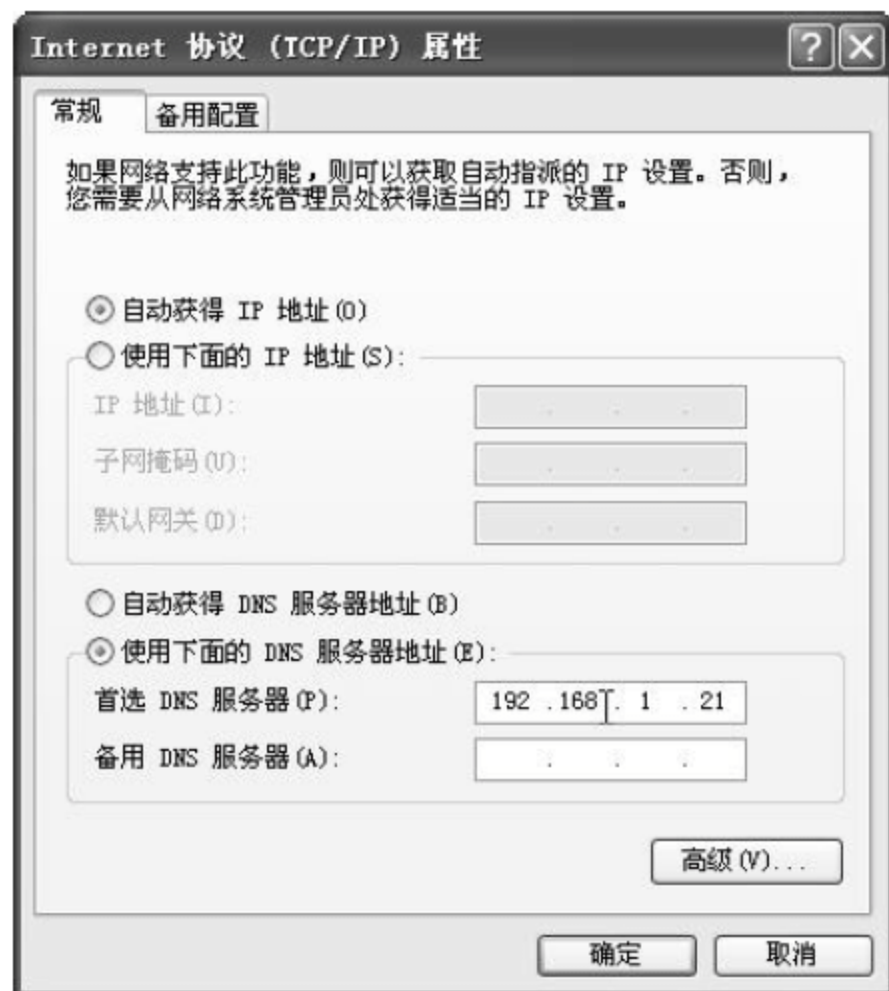 Internet 协议 (TCP/IP) 属性
常规
备用配置
如果网络支持此功能，则可以获取自动指派的 IP 设置。否则，
您需要从网络系统管理员处获得适当的 IP 设置。
自动获得 IP 地址(O)
使用下面的 IP 地址(S):
IP 地址(I):
子网掩码(U):
默认网关(D):
自动获得 DNS 服务器地址(B)
使用下面的 DNS 服务器地址(E):
首选 DNS 服务器(P): 192 .168 . 1 . 21
备用 DNS 服务器(A):
高级(V)...
确定 取消